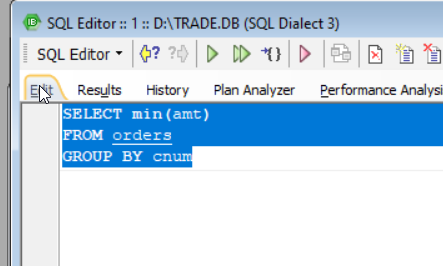 SQL Editor :: 1 :: D:\TRADE.DB (SQL Dialect 3)
SQL Editor
Edit Results History Plan Analyzer Performance Analysi
SELECT min(amt)
FROM orders
GROUP BY cnum